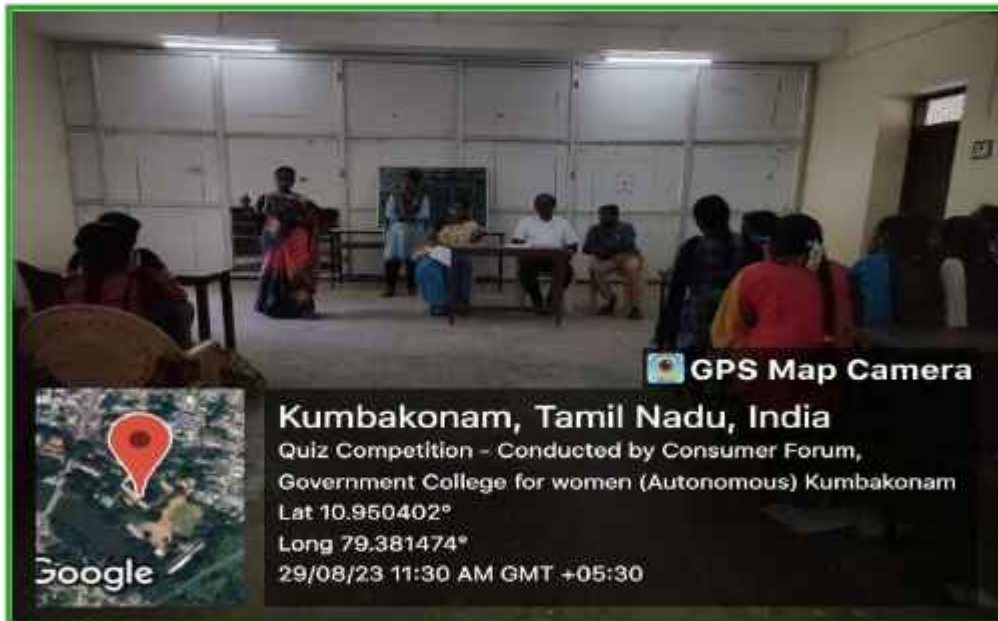 GPS Map Camera
Kumbakonam, Tamil Nadu, India
Quiz Competition - Conducted by Consumer Forum,
Government College for women (Autonomous) Kumbakonam
Lat 10.950402°
Long 79.381474°
29/08/23 11:30 AM GMT +05:30
Google